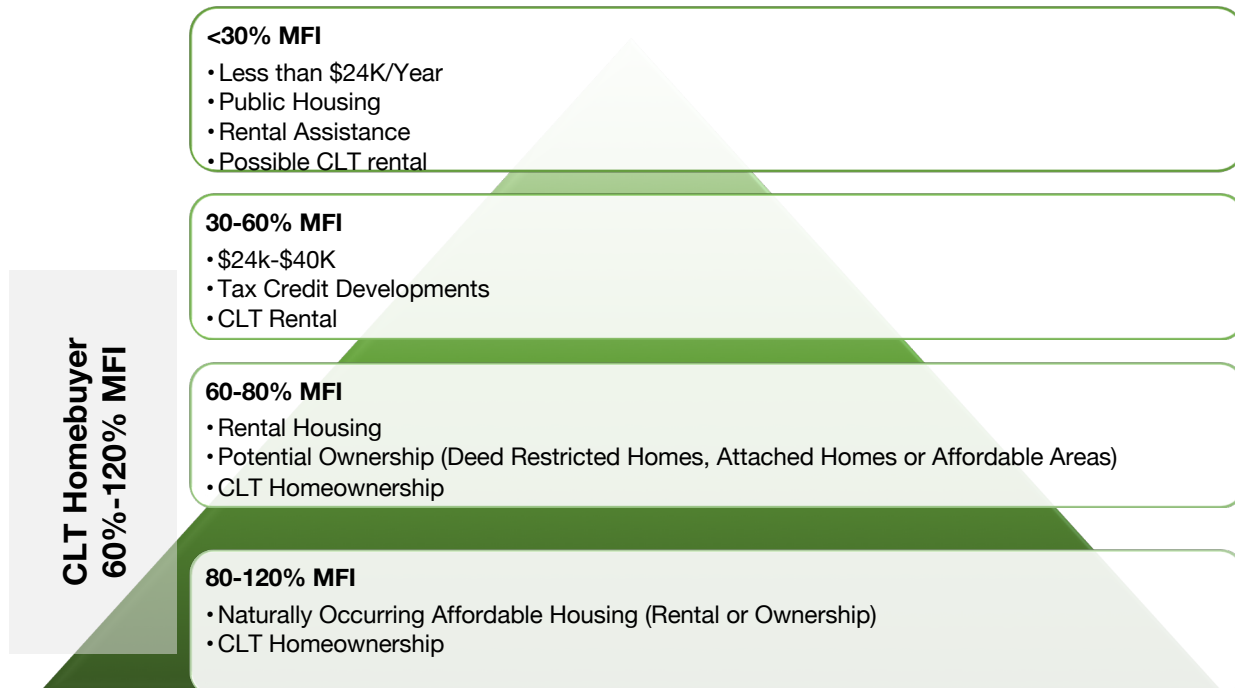 <30% MFI
• Less than $24K/Year
• Public Housing
• Rental Assistance
• Possible CLT rental
30-60% MFI
• $24k-$40K
• Tax Credit Developments
• CLT Rental
CLT Homebuyer
60%-120% MFI
60-80% MFI
• Rental Housing
• Potential Ownership (Deed Restricted Homes, Attached Homes or Affordable Areas)
• CLT Homeownership
80-120% MFI
• Naturally Occurring Affordable Housing (Rental or Ownership)
• CLT Homeownership